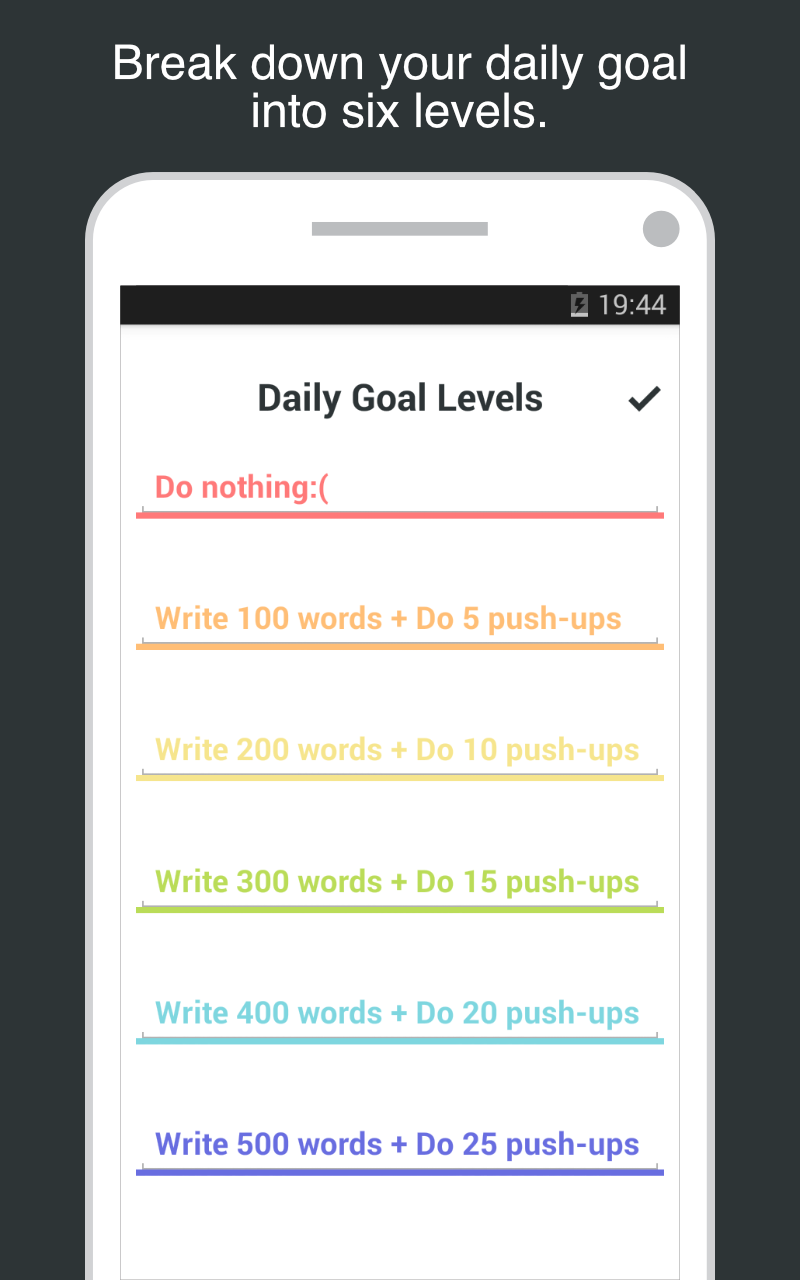 Break down your daily goal
into six levels.
19:44
Daily Goal Levels
Do nothing:(
Write 100 words + Do 5 push-ups
Write 200 words + Do 10 push-ups
Write 300 words + Do 15 push-ups
Write 400 words + Do 20 push-ups
Write 500 words + Do 25 push-ups